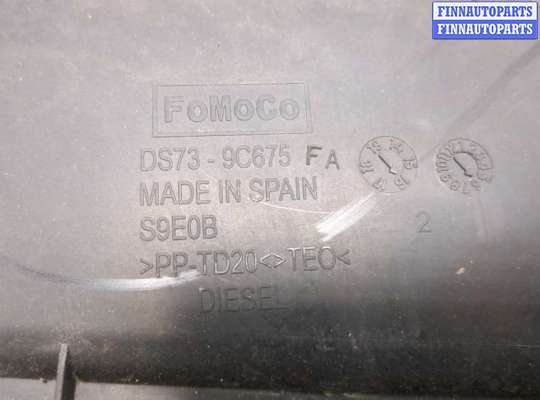 FINNAUTOPARTS
FINNAUTOPARTS
FoMoCo
DS73 - 9C675 FA
MADE IN SPAIN
S9E0B
2
>PP-TD20<>TEO<
DIESEL